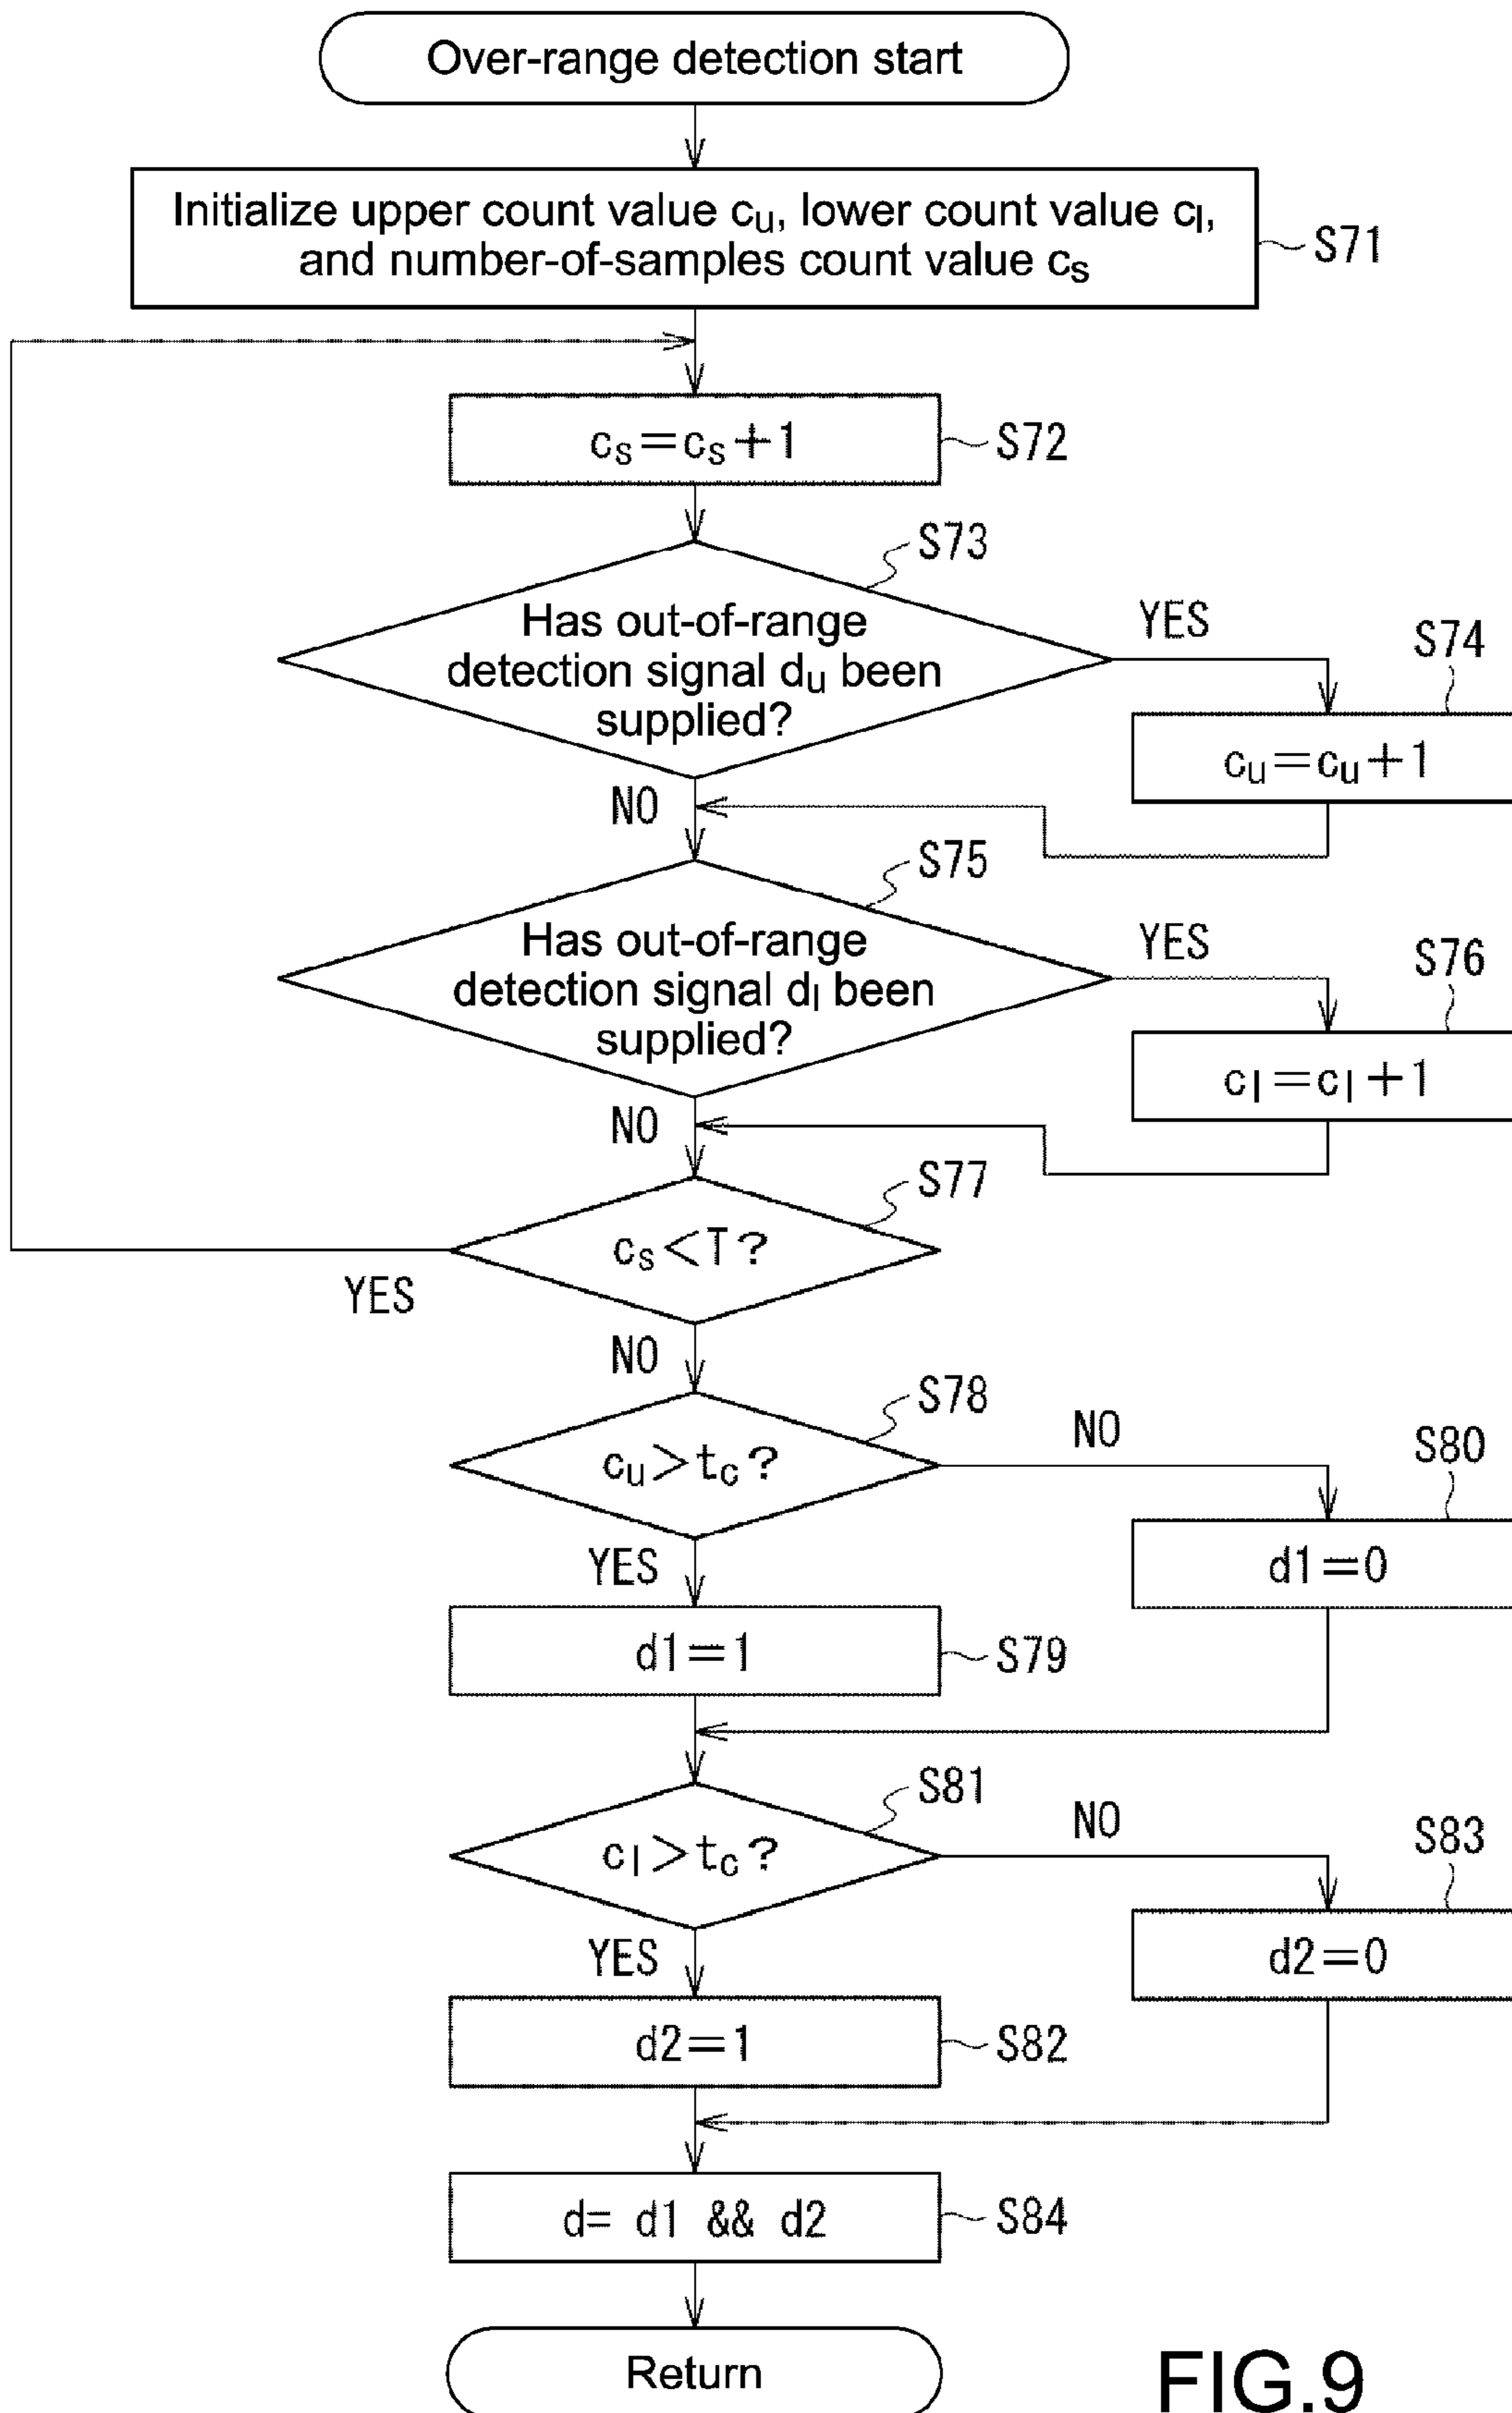 Over-range detection start
Initialize upper count value cu, lower count value cl,
and number-of-samples count value cs
S71
cs=cs+1
S72
S73
Has out-of-range
detection signal du been
supplied?
YES
S74
cu=cu+1
NO
S75
Has out-of-range
detection signal dl been
supplied?
YES
S76
cl=cl+1
NO
S77
cs<T?
YES
NO
S78
cu>tc?
NO
S80
d1=0
YES
d1=1
S79
S81
cl>tc?
NO
S83
d2=0
YES
d2=1
S82
d= d1 && d2
S84
Return
FIG.9